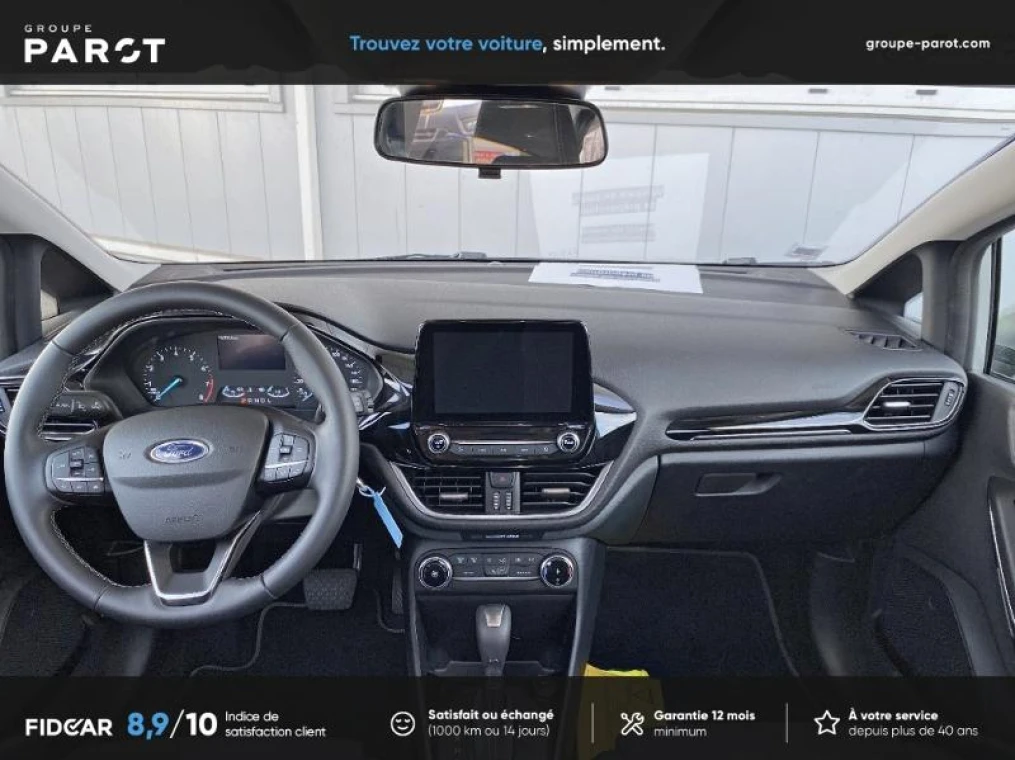 GROUPE
PAROT
Trouvez votre voiture, simplement.
groupe-parot.com
Ford
FIDCAR 8,9/10 Indice de
satisfaction client
Satisfait ou échangé
(1000 km ou 14 jours)
Garantie 12 mois
minimum
À votre service
depuis plus de 40 ans